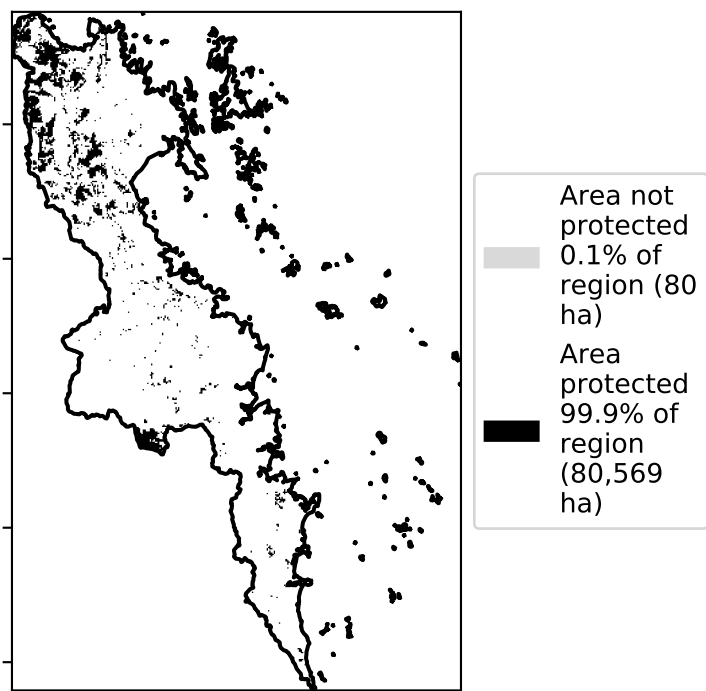 Area not
protected
0.1% of
region (80
ha)
Area
protected
99.9% of
region
(80,569
ha)